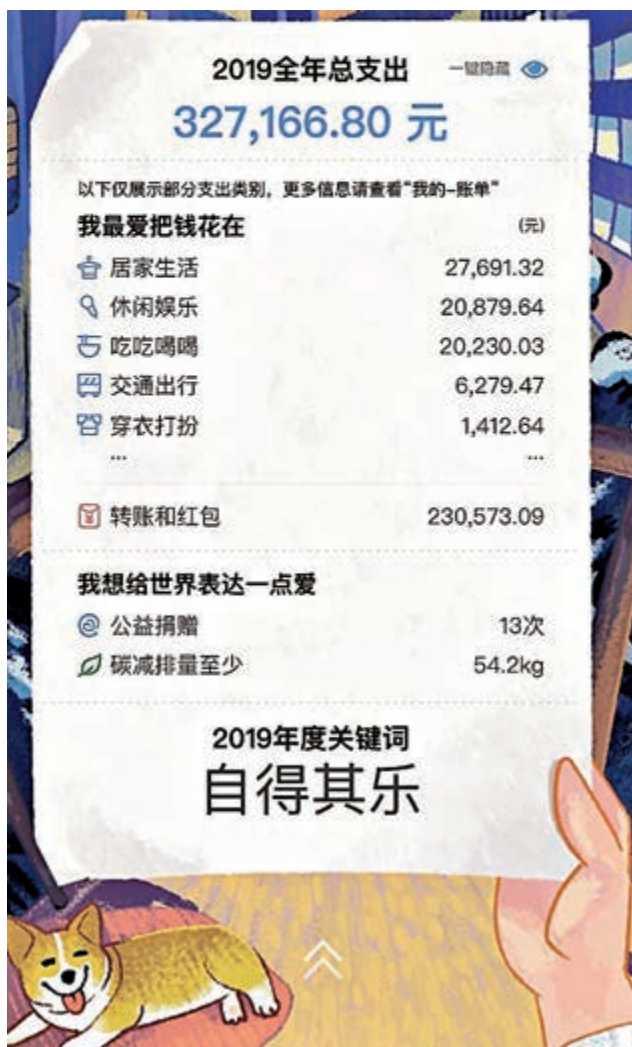 2019全年总支出 一键隐藏
327,166.80 元
以下仅展示部分支出类别，更多信息请查看"我的-账单"
我最爱把钱花在 (元)
居家生活 27,691.32
休闲娱乐 20,879.64
吃吃喝喝 20,230.03
交通出行 6,279.47
穿衣打扮 1,412.64
... ...
转账和红包 230,573.09
我想给世界表达一点爱
公益捐赠 13次
碳减排量至少 54.2kg
2019年度关键词
自得其乐